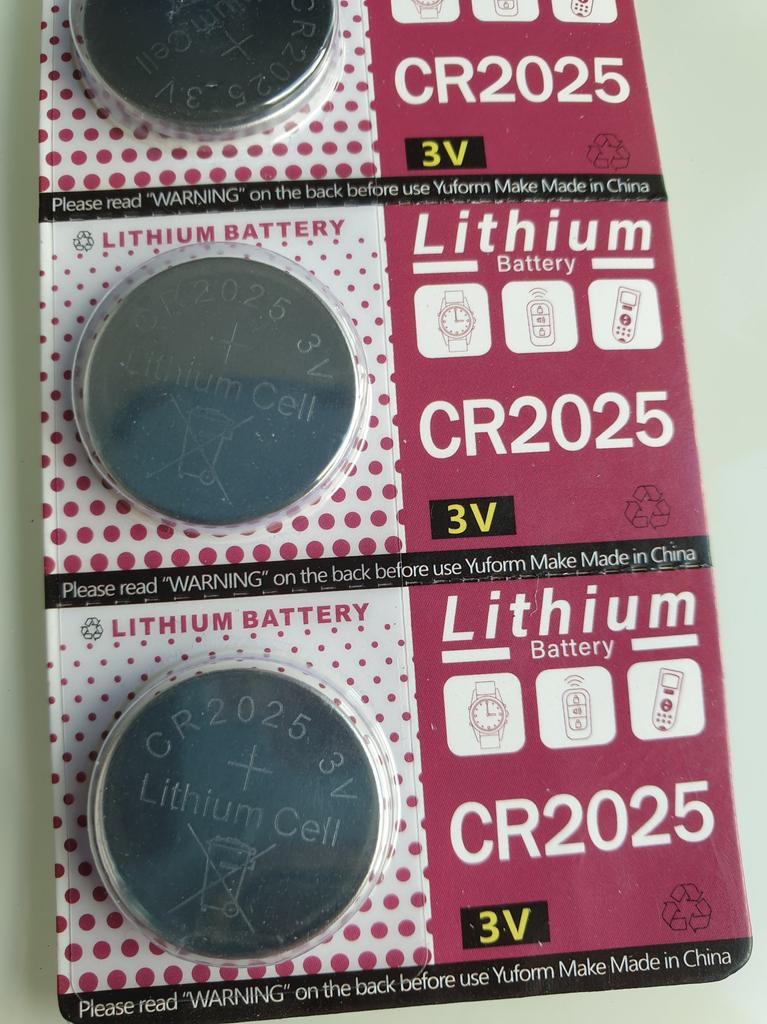 CR2025 3V
Lithium Cell
CR2025
3V
Please read "WARNING" on the back before use Yuform Make Made in China
LITHIUM BATTERY
CR2025 3V
+
Lithium Cell
Lithium
Battery
CR2025
3V
Please read "WARNING" on the back before use Yuform Make Made in China
LITHIUM BATTERY
CR2025 3V
+
Lithium Cell
Lithium
Battery
CR2025
3V
Please read "WARNING" on the back before use Yuform Make Made in China